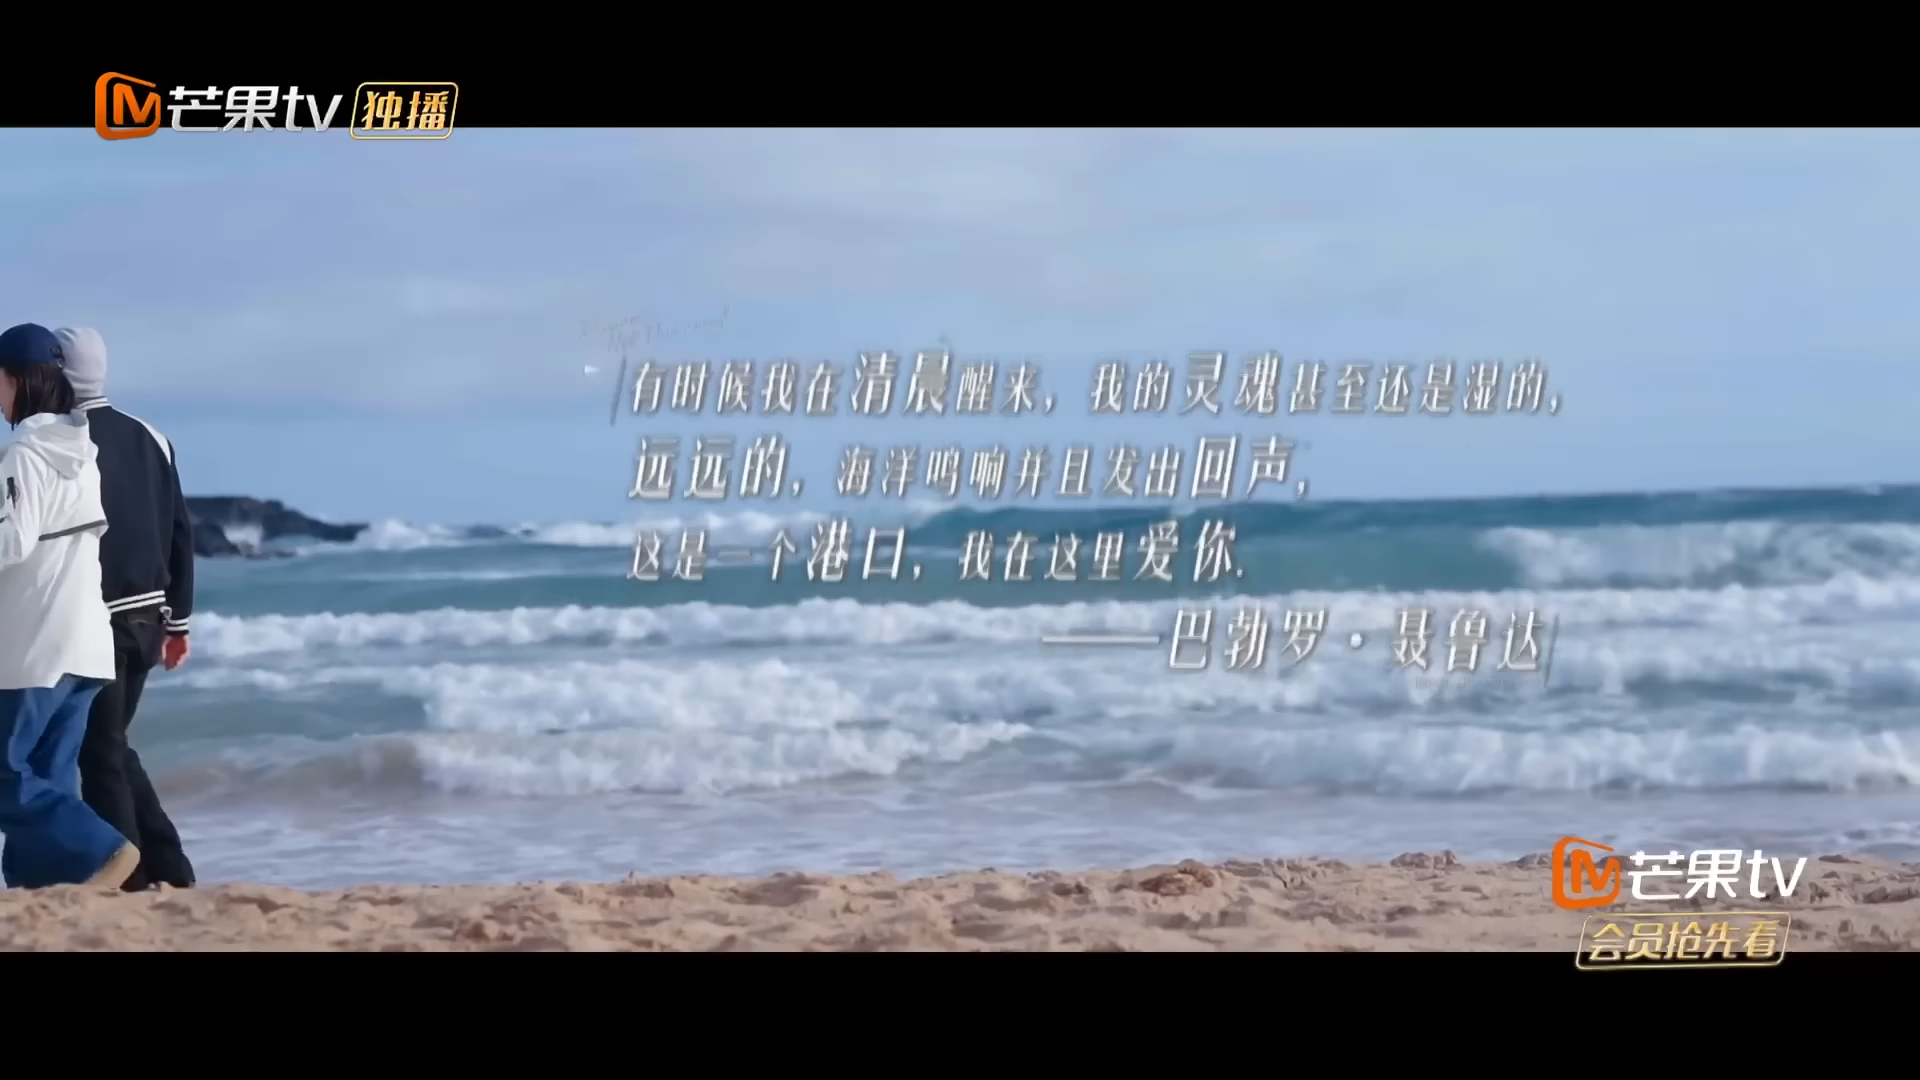 芒果tv 独播
有时候我在清晨醒来，我的灵魂甚至还是湿的，
远远的，海洋鸣响并且发出回声，
这是一个港口，我在这里爱你.
——巴勃罗·聂鲁达
芒果tv
会员抢先看